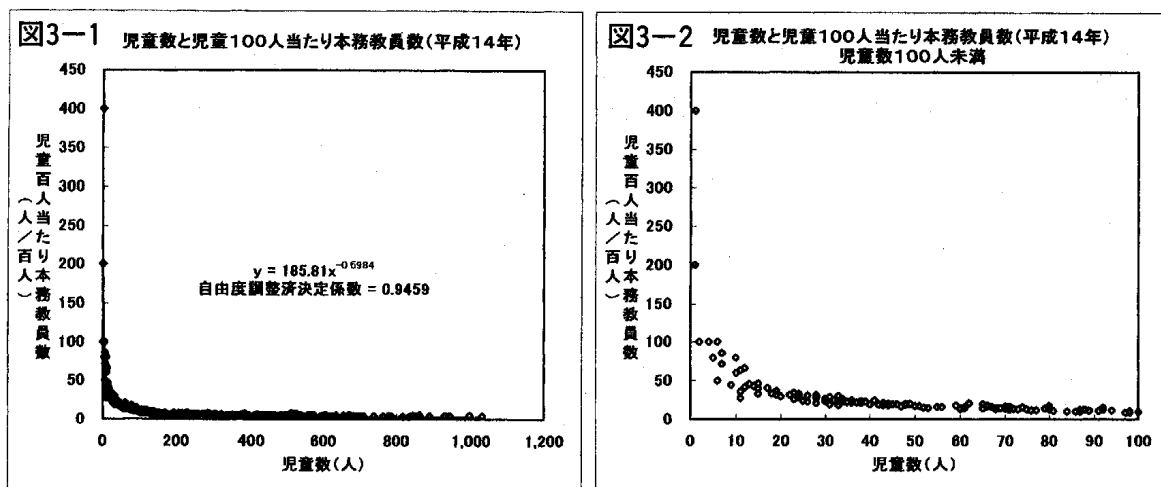 図3-1 児童数と児童100人当たり本務教員数(平成14年)
児童百人当たり本務教員数
(人/百人)
450
400
350
300
250
200
150
100
50
0
y = 185.81x^-0.6984
自由度調整済決定係数 = 0.9459
0 200 400 600 800 1,000 1,200
児童数(人)
図3-2 児童数と児童100人当たり本務教員数(平成14年)
児童数100人未満
児童百人当たり本務教員数
(人/百人)
450
400
350
300
250
200
150
100
50
0
0 10 20 30 40 50 60 70 80 90 100
児童数(人)